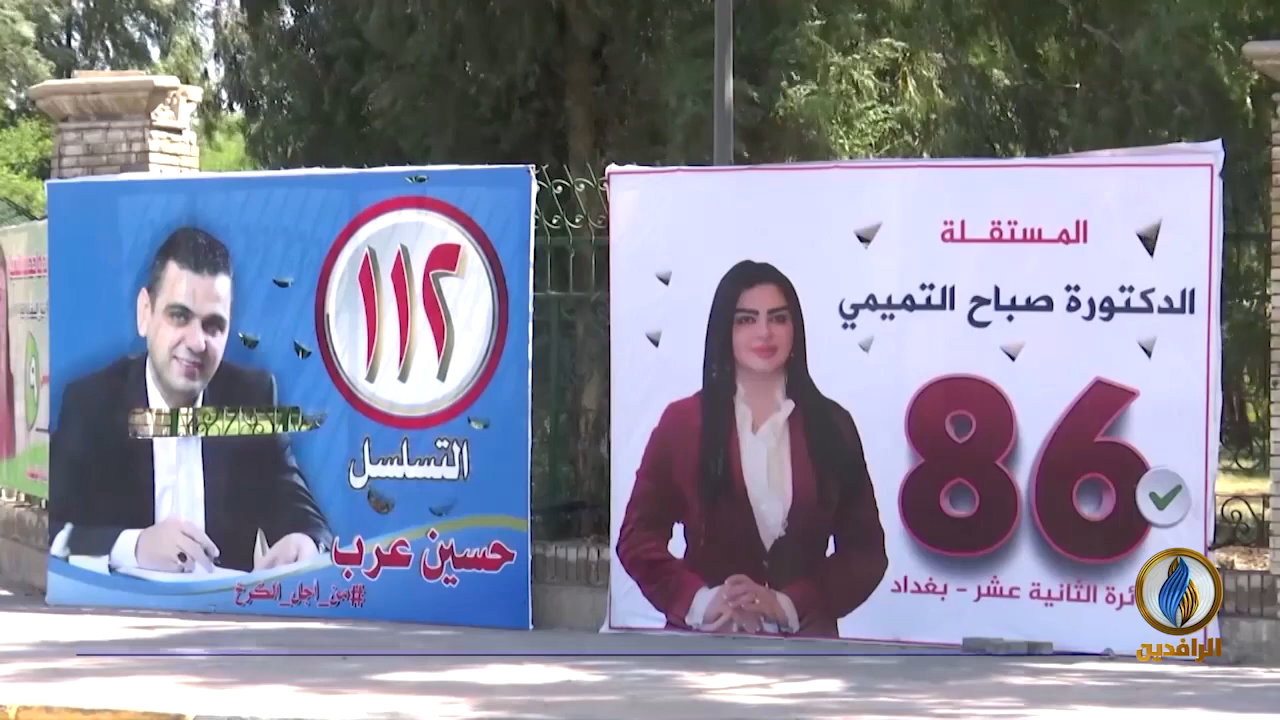 ١١٢
التسلسل
حسين عرب
#من_اجل_الكرخ
المستقلة
الدكتورة صباح التميمي
86
ئرة الثانية عشر - بغداد
الرافدين